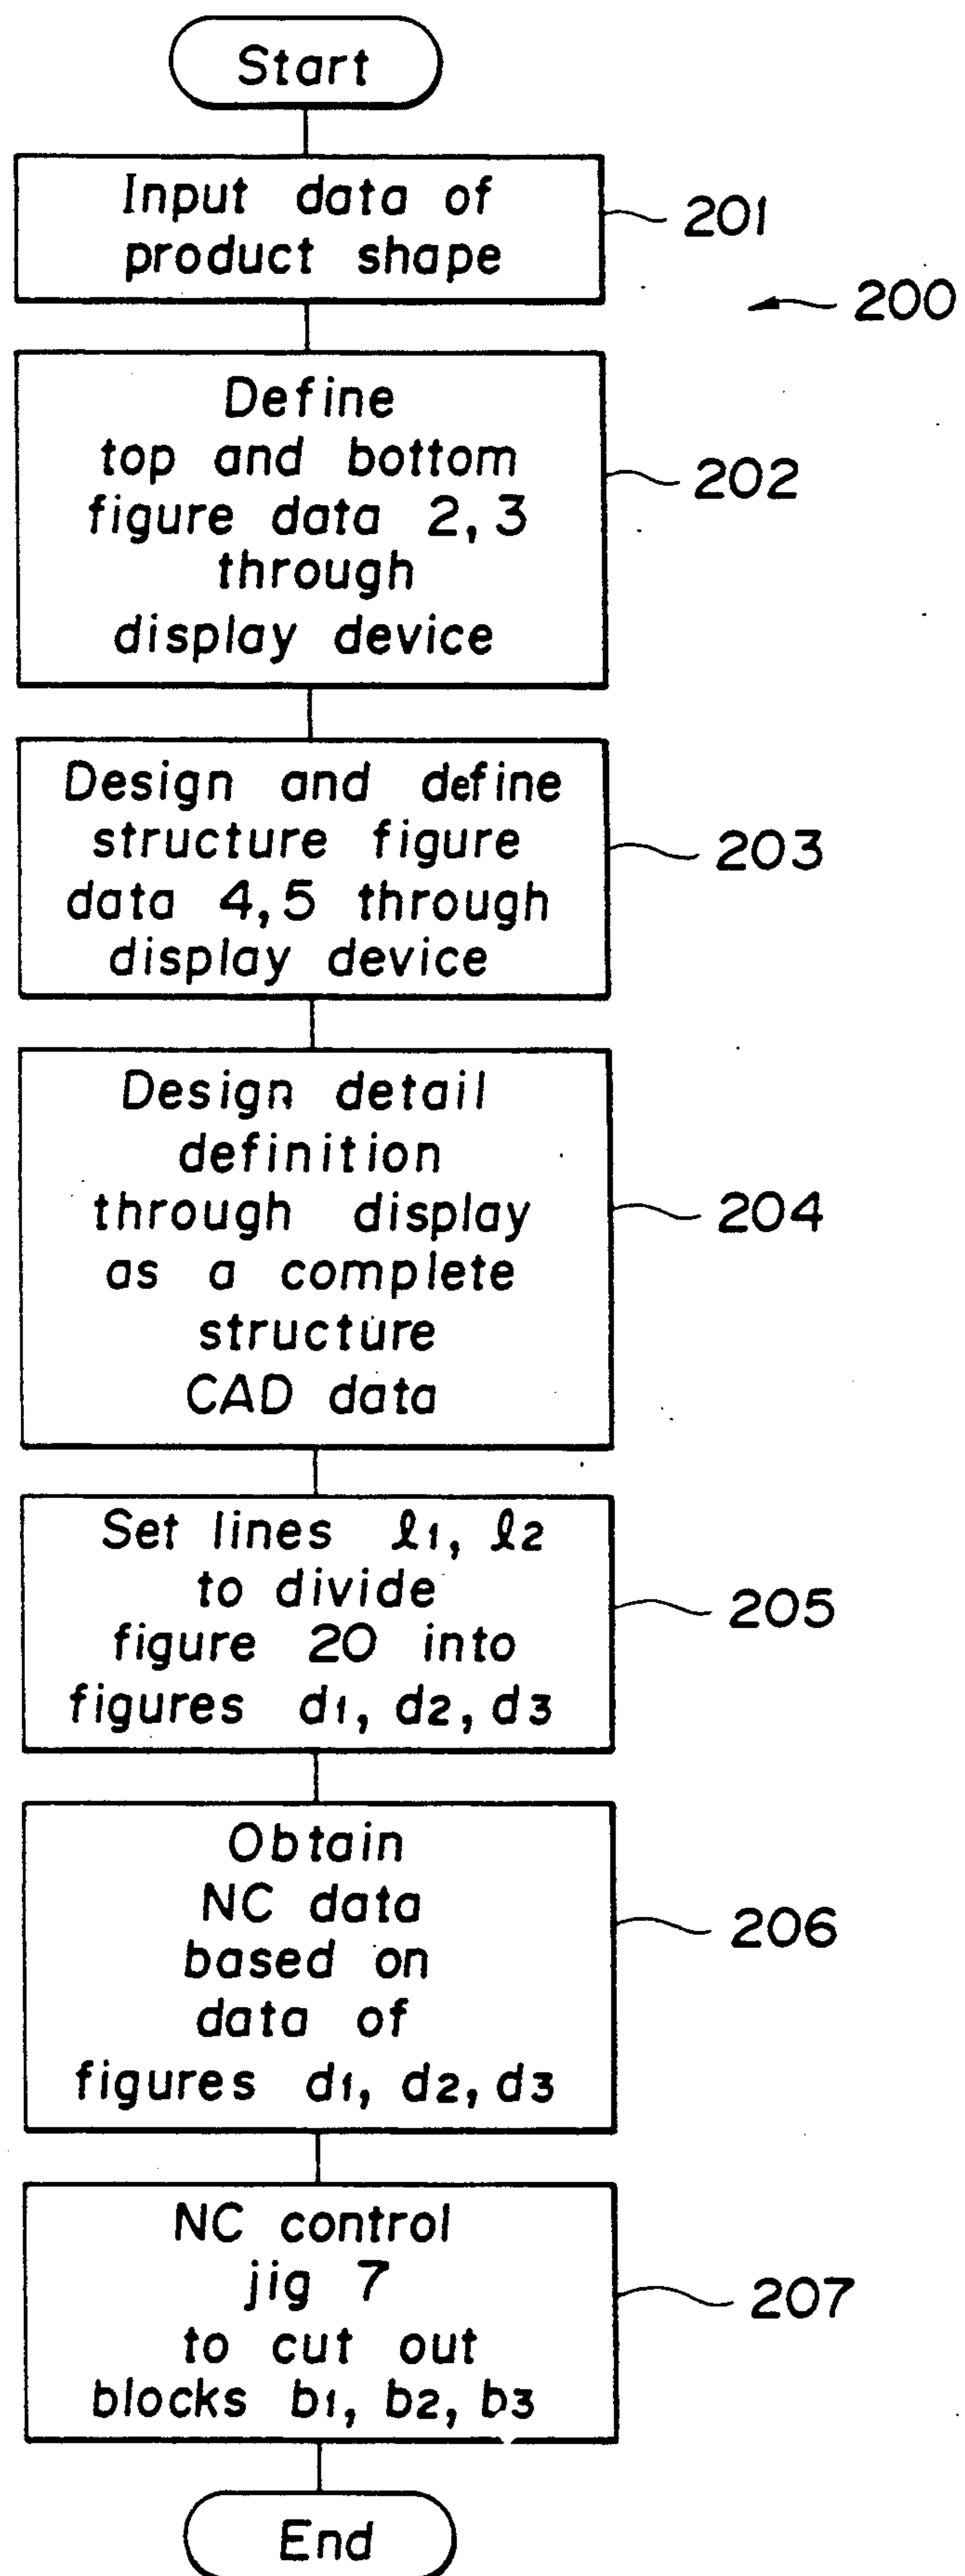 Start
Input data of
product shape
201
200
Define
top and bottom
figure data 2, 3
through
display device
202
Design and define
structure figure
data 4, 5 through
display device
203
Design detail
definition
through display
as a complete
structure
CAD data
204
Set lines ℓ1, ℓ2
to divide
figure 20 into
figures d1, d2, d3
205
Obtain
NC data
based on
data of
figures d1, d2, d3
206
NC control
jig 7
to cut out
blocks b1, b2, b3
207
End